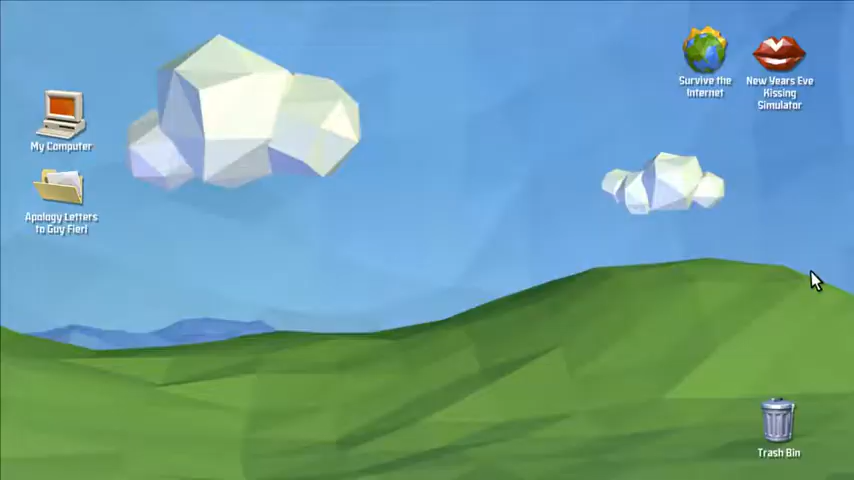 My Computer
Apology Letters
to Guy Fieri
Survive the
Internet
New Years Eve
Kissing
Simulator
Trash Bin